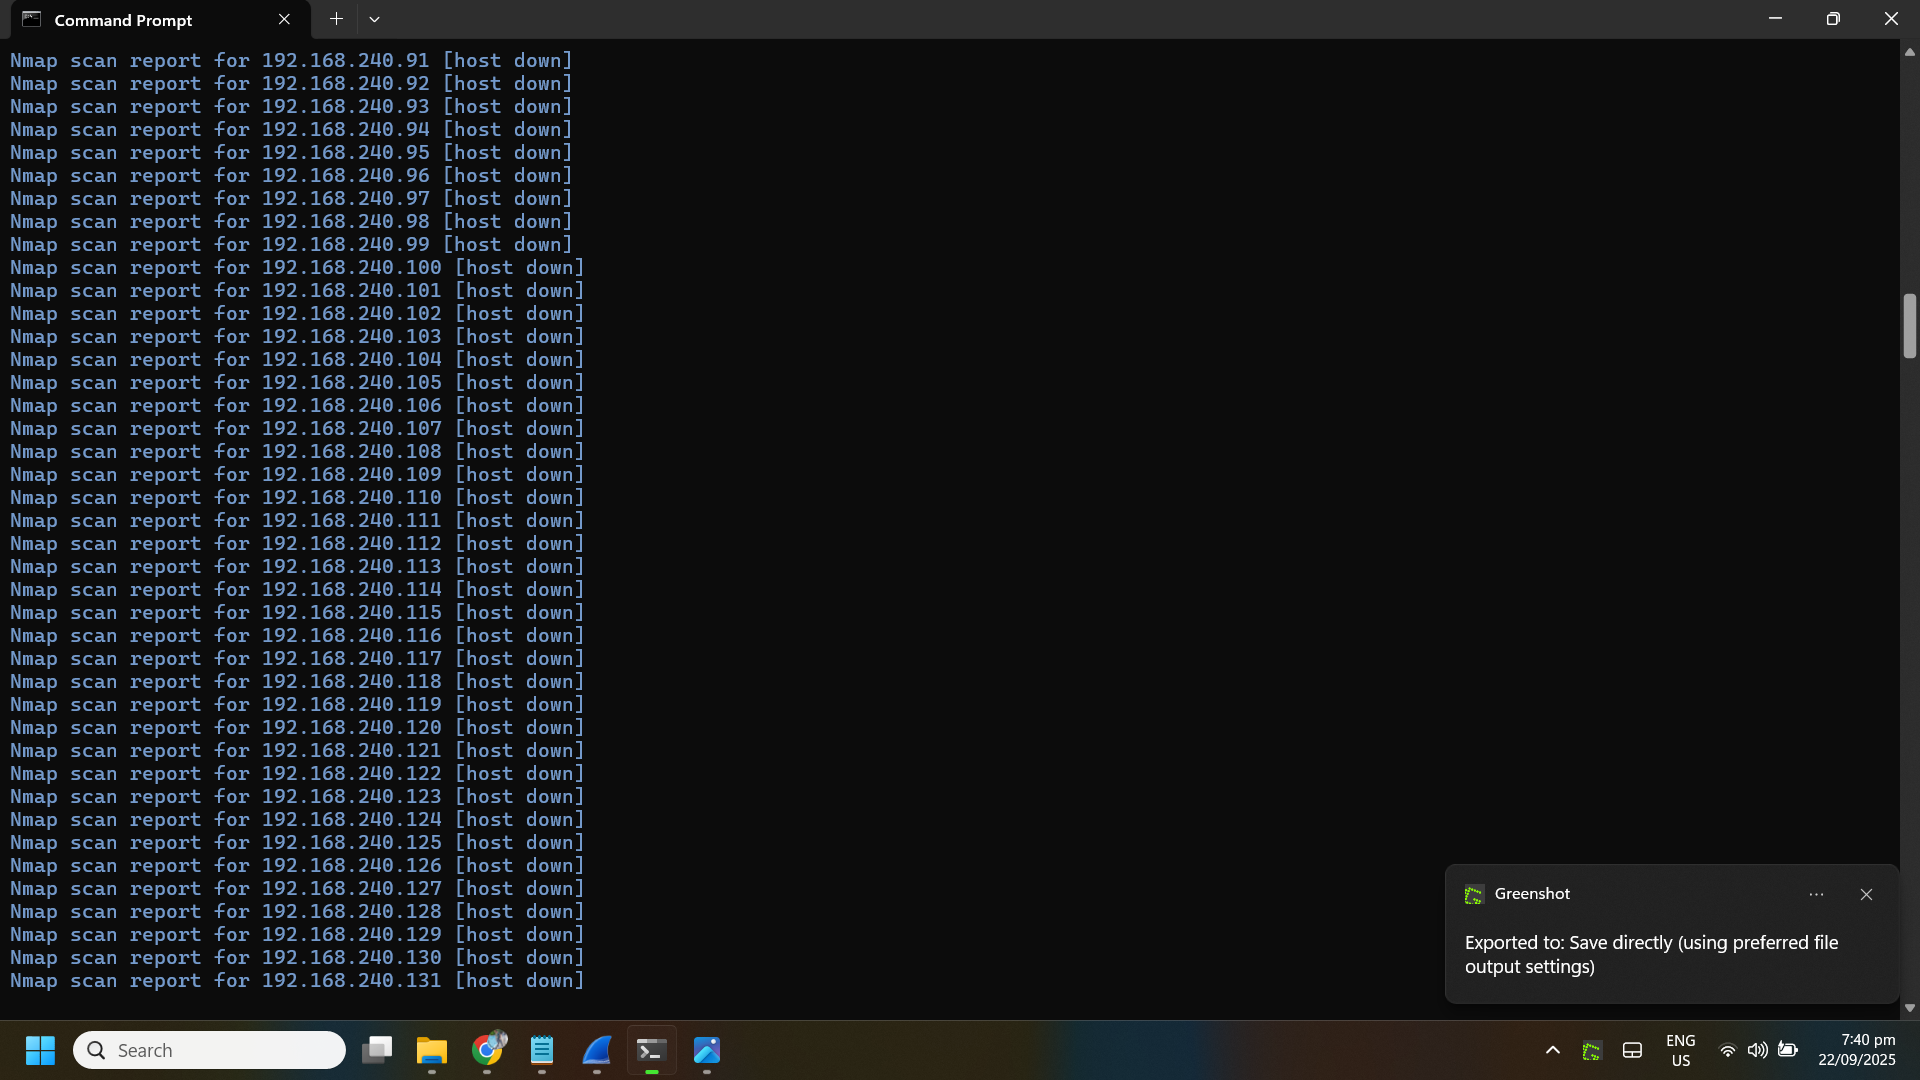 Command Prompt
Nmap scan report for 192.168.240.91 [host down]
Nmap scan report for 192.168.240.92 [host down]
Nmap scan report for 192.168.240.93 [host down]
Nmap scan report for 192.168.240.94 [host down]
Nmap scan report for 192.168.240.95 [host down]
Nmap scan report for 192.168.240.96 [host down]
Nmap scan report for 192.168.240.97 [host down]
Nmap scan report for 192.168.240.98 [host down]
Nmap scan report for 192.168.240.99 [host down]
Nmap scan report for 192.168.240.100 [host down]
Nmap scan report for 192.168.240.101 [host down]
Nmap scan report for 192.168.240.102 [host down]
Nmap scan report for 192.168.240.103 [host down]
Nmap scan report for 192.168.240.104 [host down]
Nmap scan report for 192.168.240.105 [host down]
Nmap scan report for 192.168.240.106 [host down]
Nmap scan report for 192.168.240.107 [host down]
Nmap scan report for 192.168.240.108 [host down]
Nmap scan report for 192.168.240.109 [host down]
Nmap scan report for 192.168.240.110 [host down]
Nmap scan report for 192.168.240.111 [host down]
Nmap scan report for 192.168.240.112 [host down]
Nmap scan report for 192.168.240.113 [host down]
Nmap scan report for 192.168.240.114 [host down]
Nmap scan report for 192.168.240.115 [host down]
Nmap scan report for 192.168.240.116 [host down]
Nmap scan report for 192.168.240.117 [host down]
Nmap scan report for 192.168.240.118 [host down]
Nmap scan report for 192.168.240.119 [host down]
Nmap scan report for 192.168.240.120 [host down]
Nmap scan report for 192.168.240.121 [host down]
Nmap scan report for 192.168.240.122 [host down]
Nmap scan report for 192.168.240.123 [host down]
Nmap scan report for 192.168.240.124 [host down]
Nmap scan report for 192.168.240.125 [host down]
Nmap scan report for 192.168.240.126 [host down]
Nmap scan report for 192.168.240.127 [host down]
Nmap scan report for 192.168.240.128 [host down]
Nmap scan report for 192.168.240.129 [host down]
Nmap scan report for 192.168.240.130 [host down]
Nmap scan report for 192.168.240.131 [host down]
Greenshot
Exported to: Save directly (using preferred file
output settings)
Search
ENG
US
7:40 pm
22/09/2025